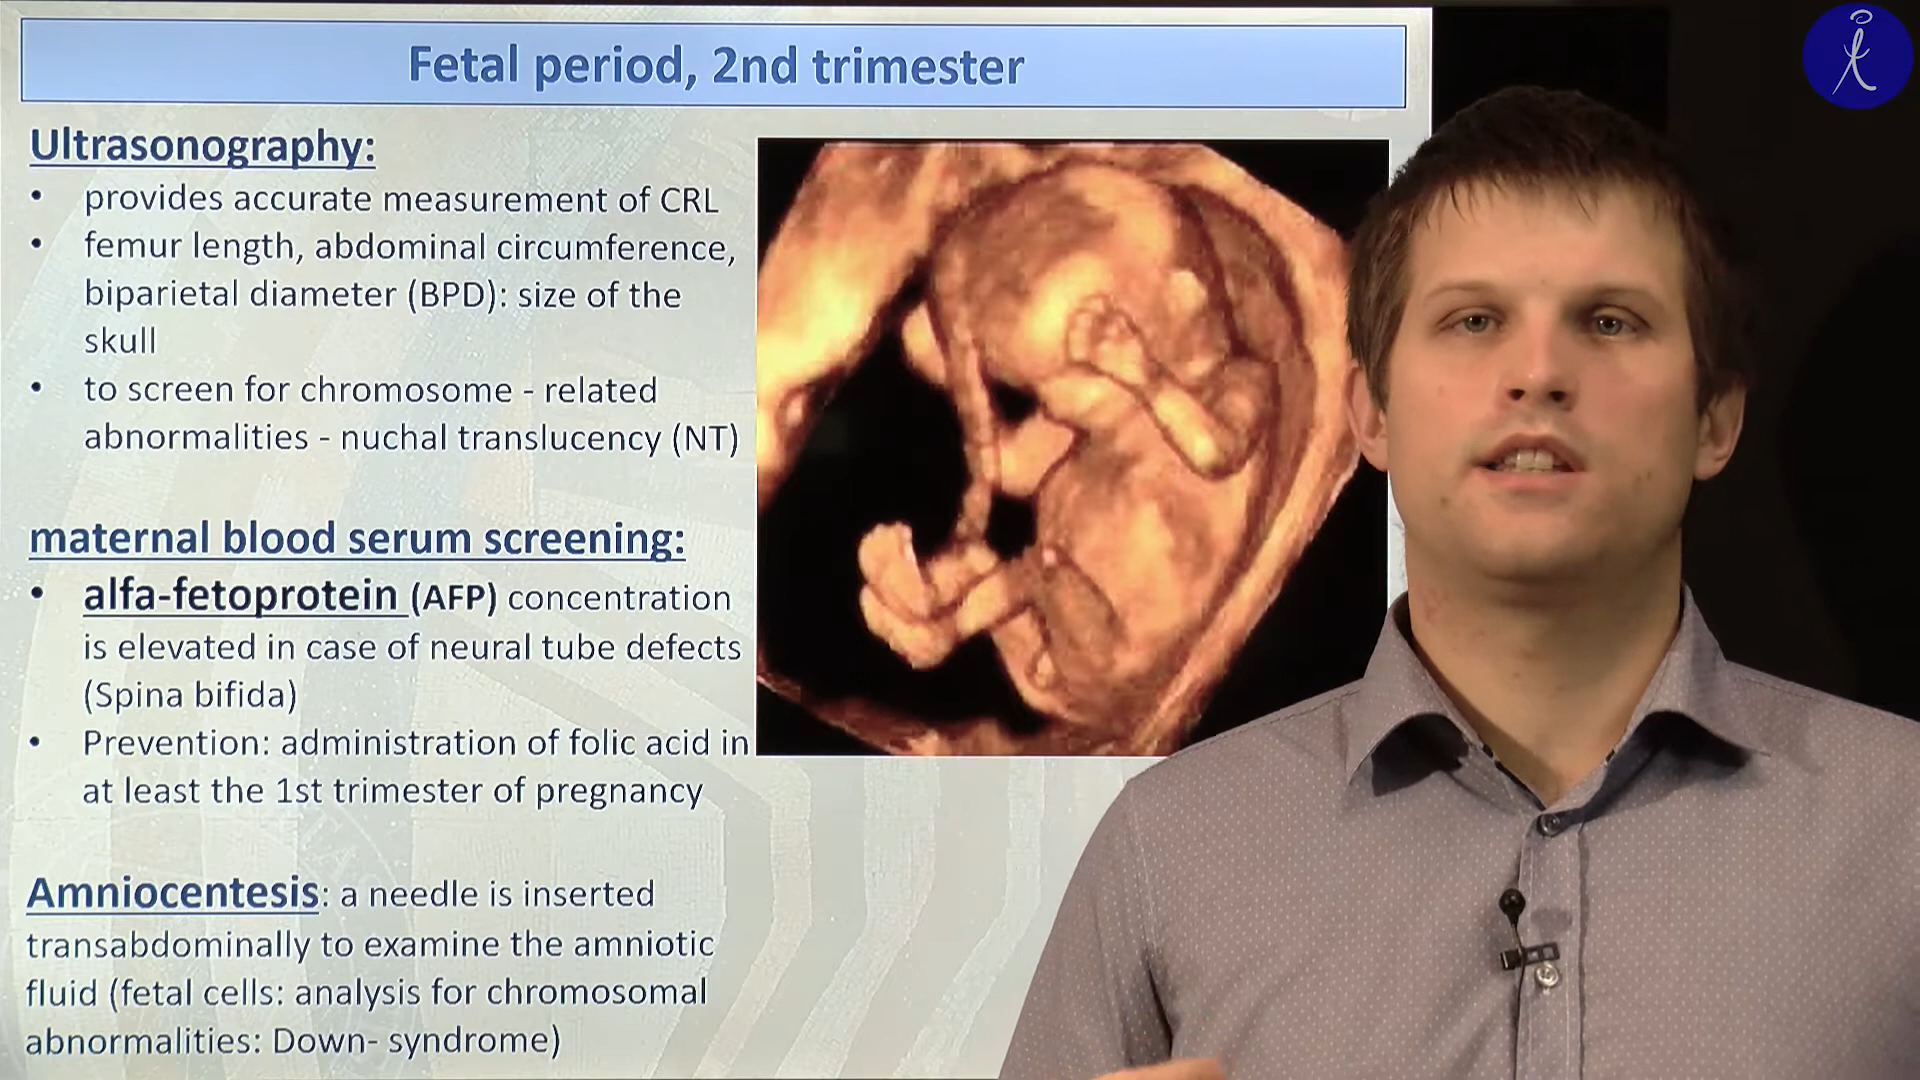 Fetal period, 2nd trimester
Ultrasonography:
• provides accurate measurement of CRL
• femur length, abdominal circumference,
biparietal diameter (BPD): size of the
skull
• to screen for chromosome - related
abnormalities - nuchal translucency (NT)
maternal blood serum screening:
• alfa-fetoprotein (AFP) concentration
is elevated in case of neural tube defects
(Spina bifida)
• Prevention: administration of folic acid in
at least the 1st trimester of pregnancy
Amniocentesis: a needle is inserted
transabdominally to examine the amniotic
fluid (fetal cells: analysis for chromosomal
abnormalities: Down- syndrome)